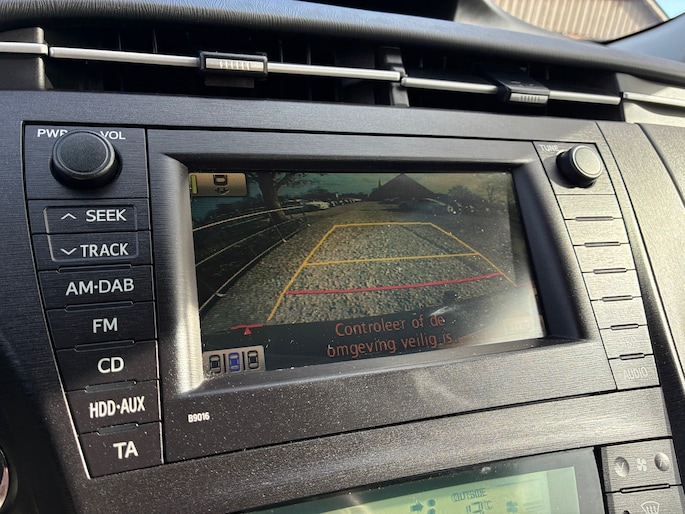 PWR VOL
TUNE
SEEK
TRACK
AM·DAB
FM
CD
HDD·AUX
TA
Controleer of de
omgeving veilig is.
B9016
AUDIO
OUTSIDE